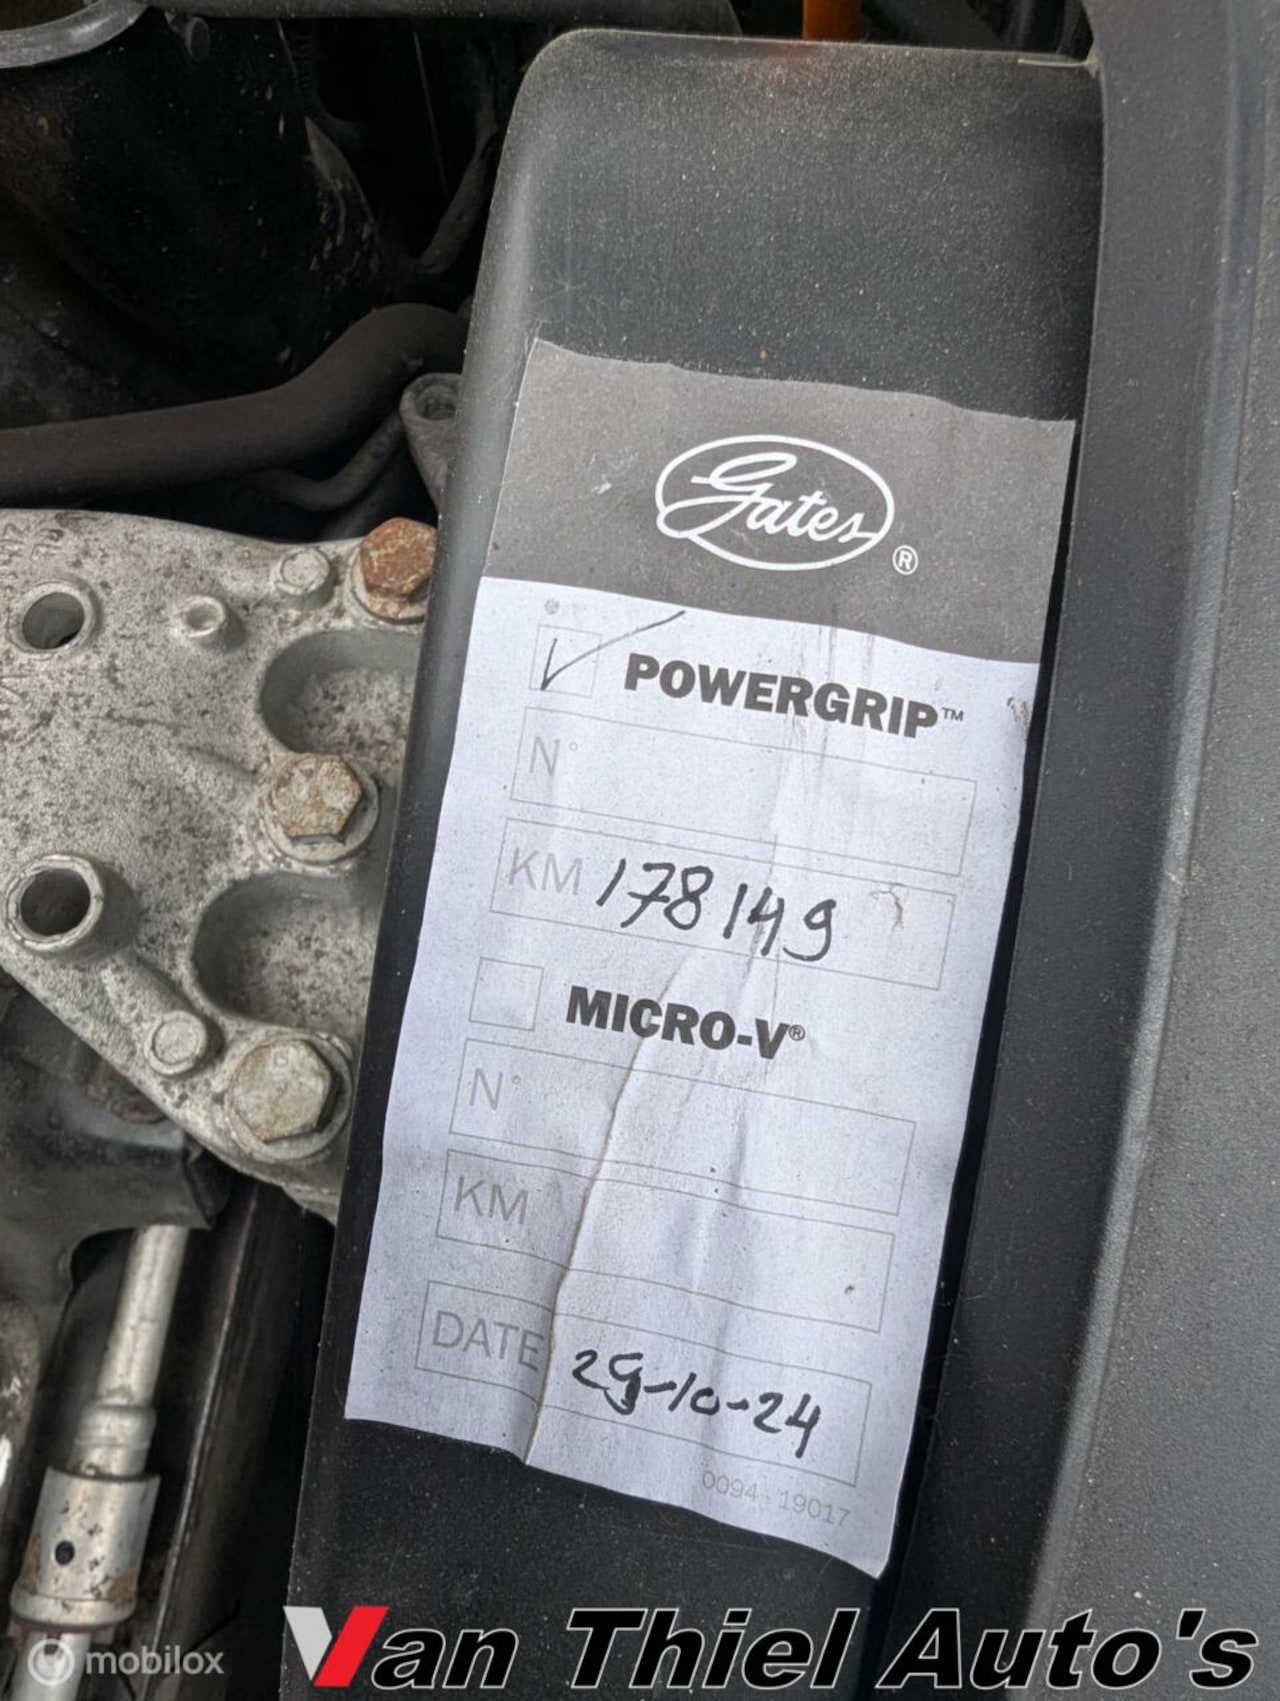 Gates ®
POWERGRIP™
N°
KM 178149
MICRO-V®
N°
KM
DATE 29-10-24
0094 - 19017
mobilox
Van Thiel Auto's